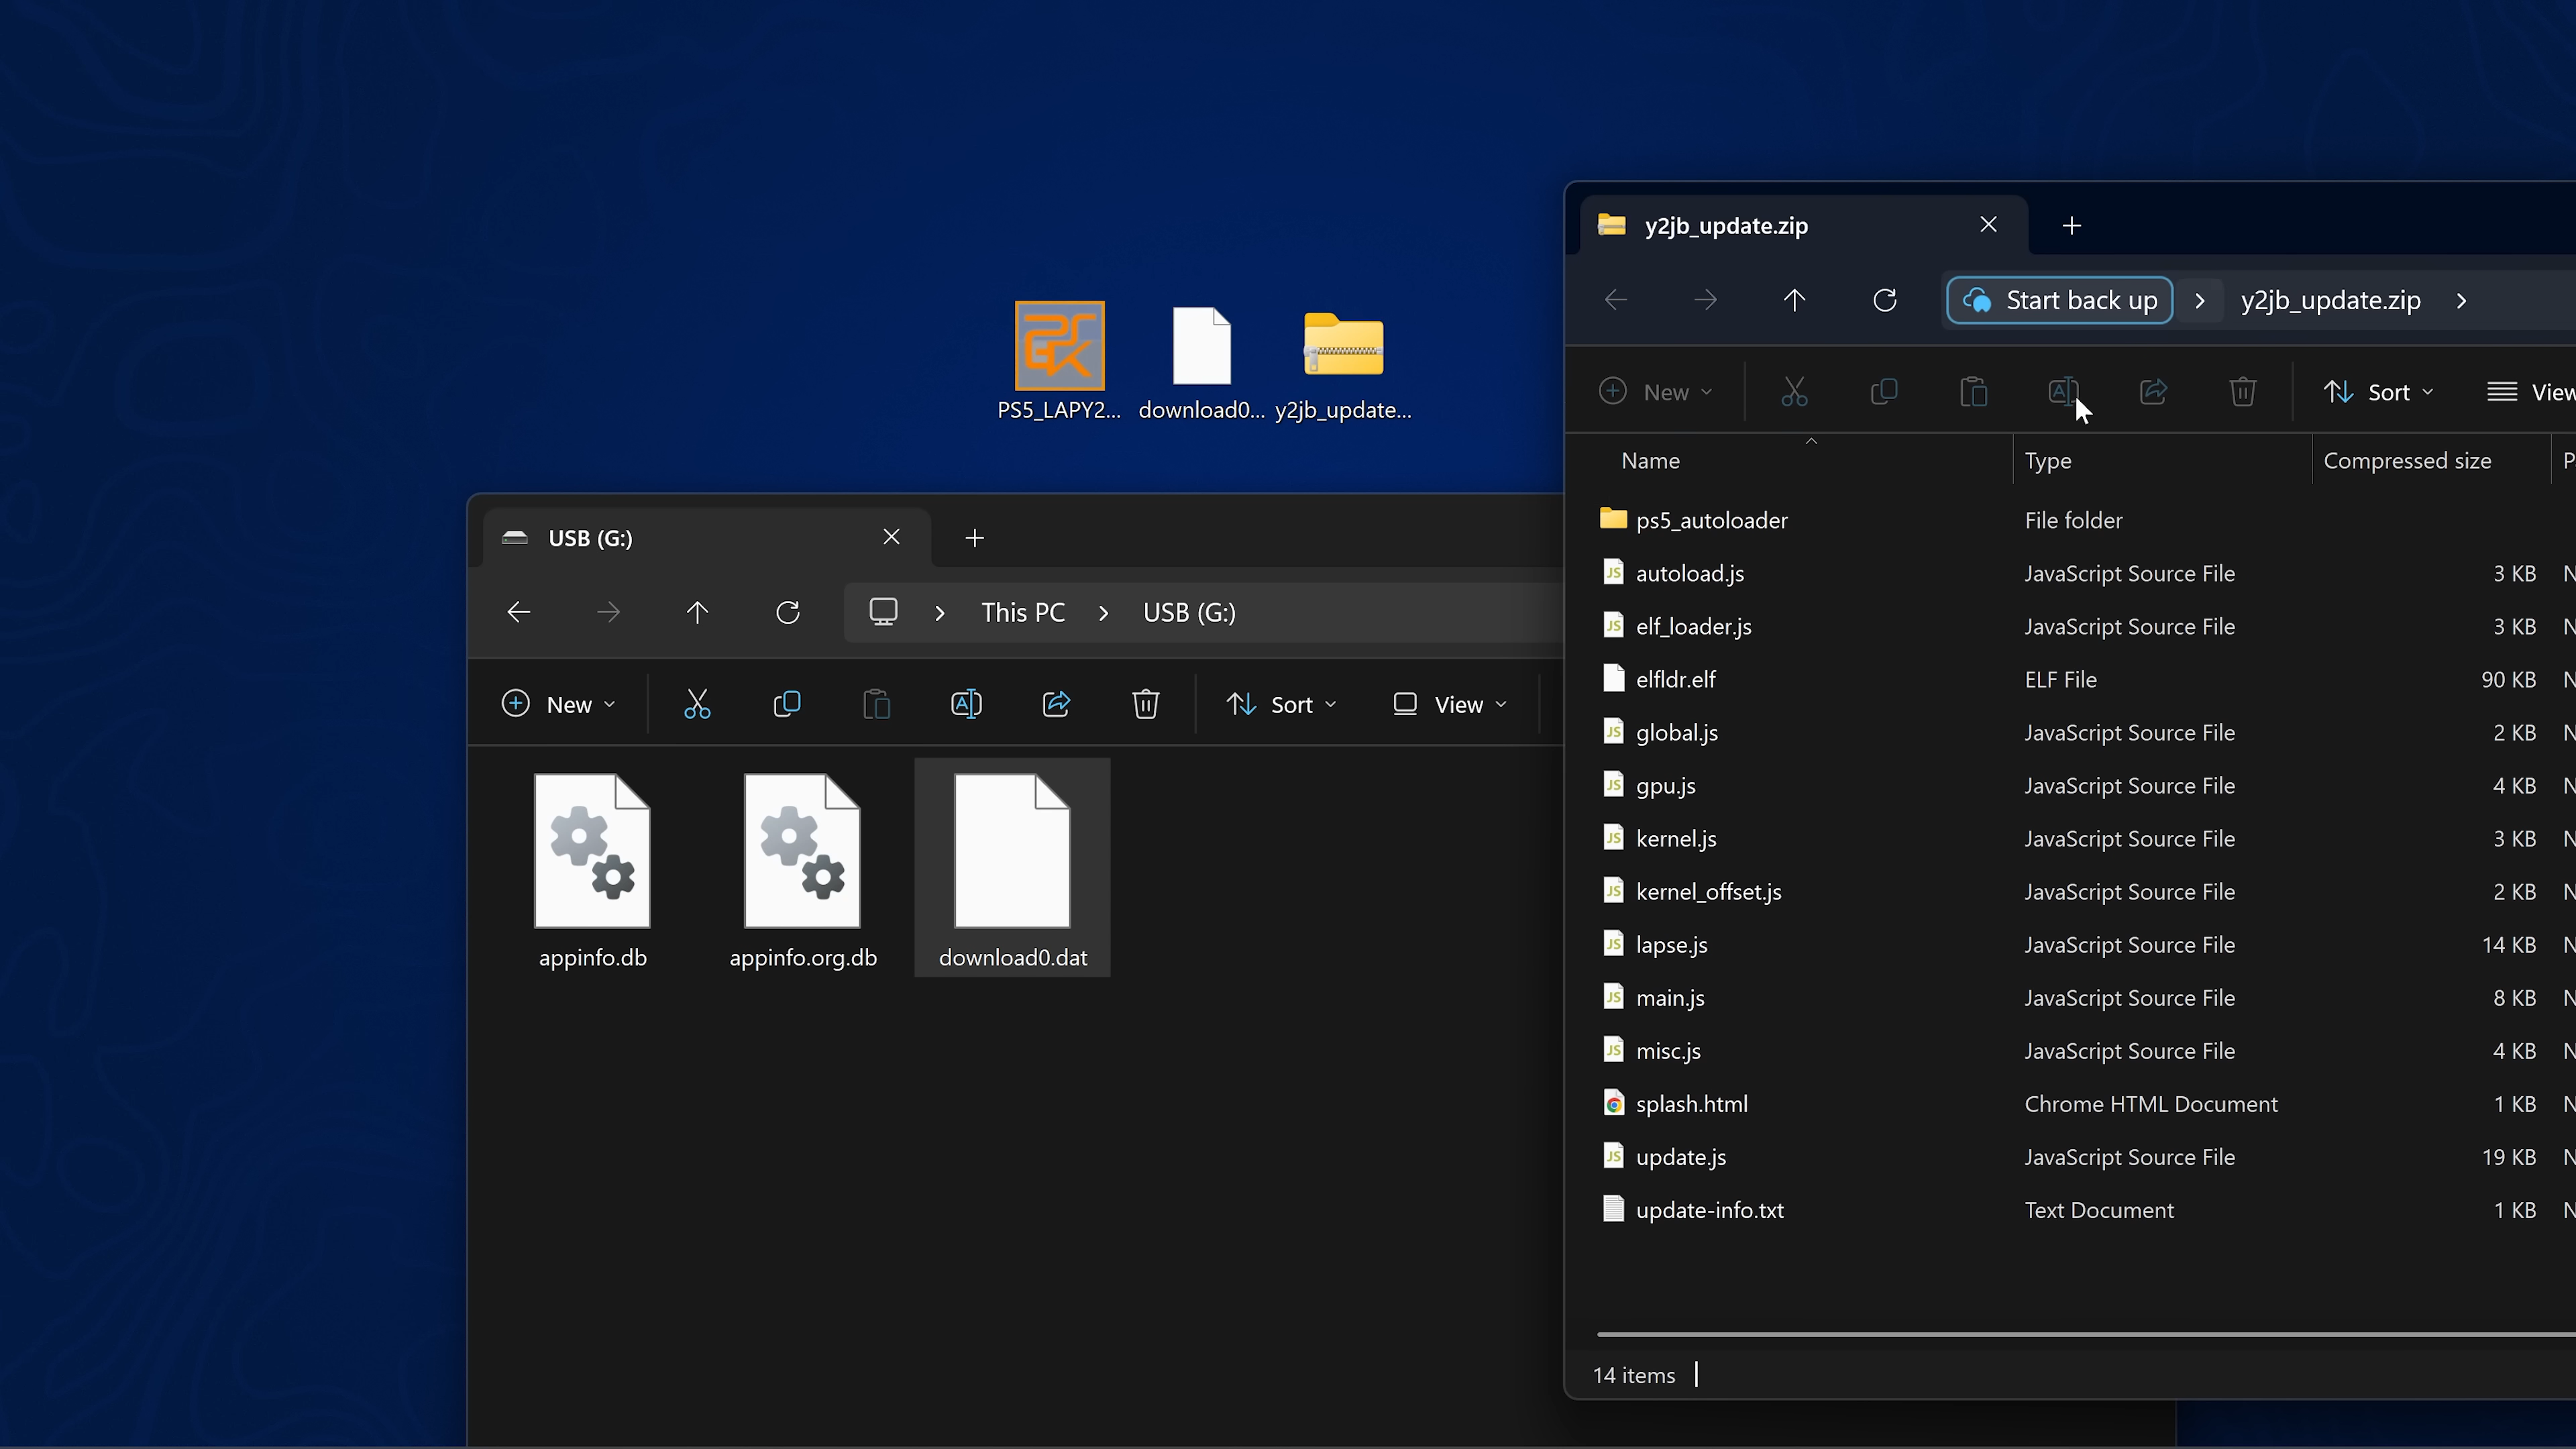 PS5_LAPY2...
download0...
y2jb_update...
y2jb_update.zip
Start back up
y2jb_update.zip
New
Sort
View
Name
Type
Compressed size
P
ps5_autoloader
File folder
autoload.js
JavaScript Source File
3 KB
N
elf_loader.js
JavaScript Source File
3 KB
N
elfldr.elf
ELF File
90 KB
N
global.js
JavaScript Source File
2 KB
N
gpu.js
JavaScript Source File
4 KB
N
kernel.js
JavaScript Source File
3 KB
N
kernel_offset.js
JavaScript Source File
2 KB
N
lapse.js
JavaScript Source File
14 KB
N
main.js
JavaScript Source File
8 KB
N
misc.js
JavaScript Source File
4 KB
N
splash.html
Chrome HTML Document
1 KB
N
update.js
JavaScript Source File
19 KB
N
update-info.txt
Text Document
1 KB
N
14 items
USB (G:)
This PC
USB (G:)
New
Sort
View
appinfo.db
appinfo.org.db
download0.dat